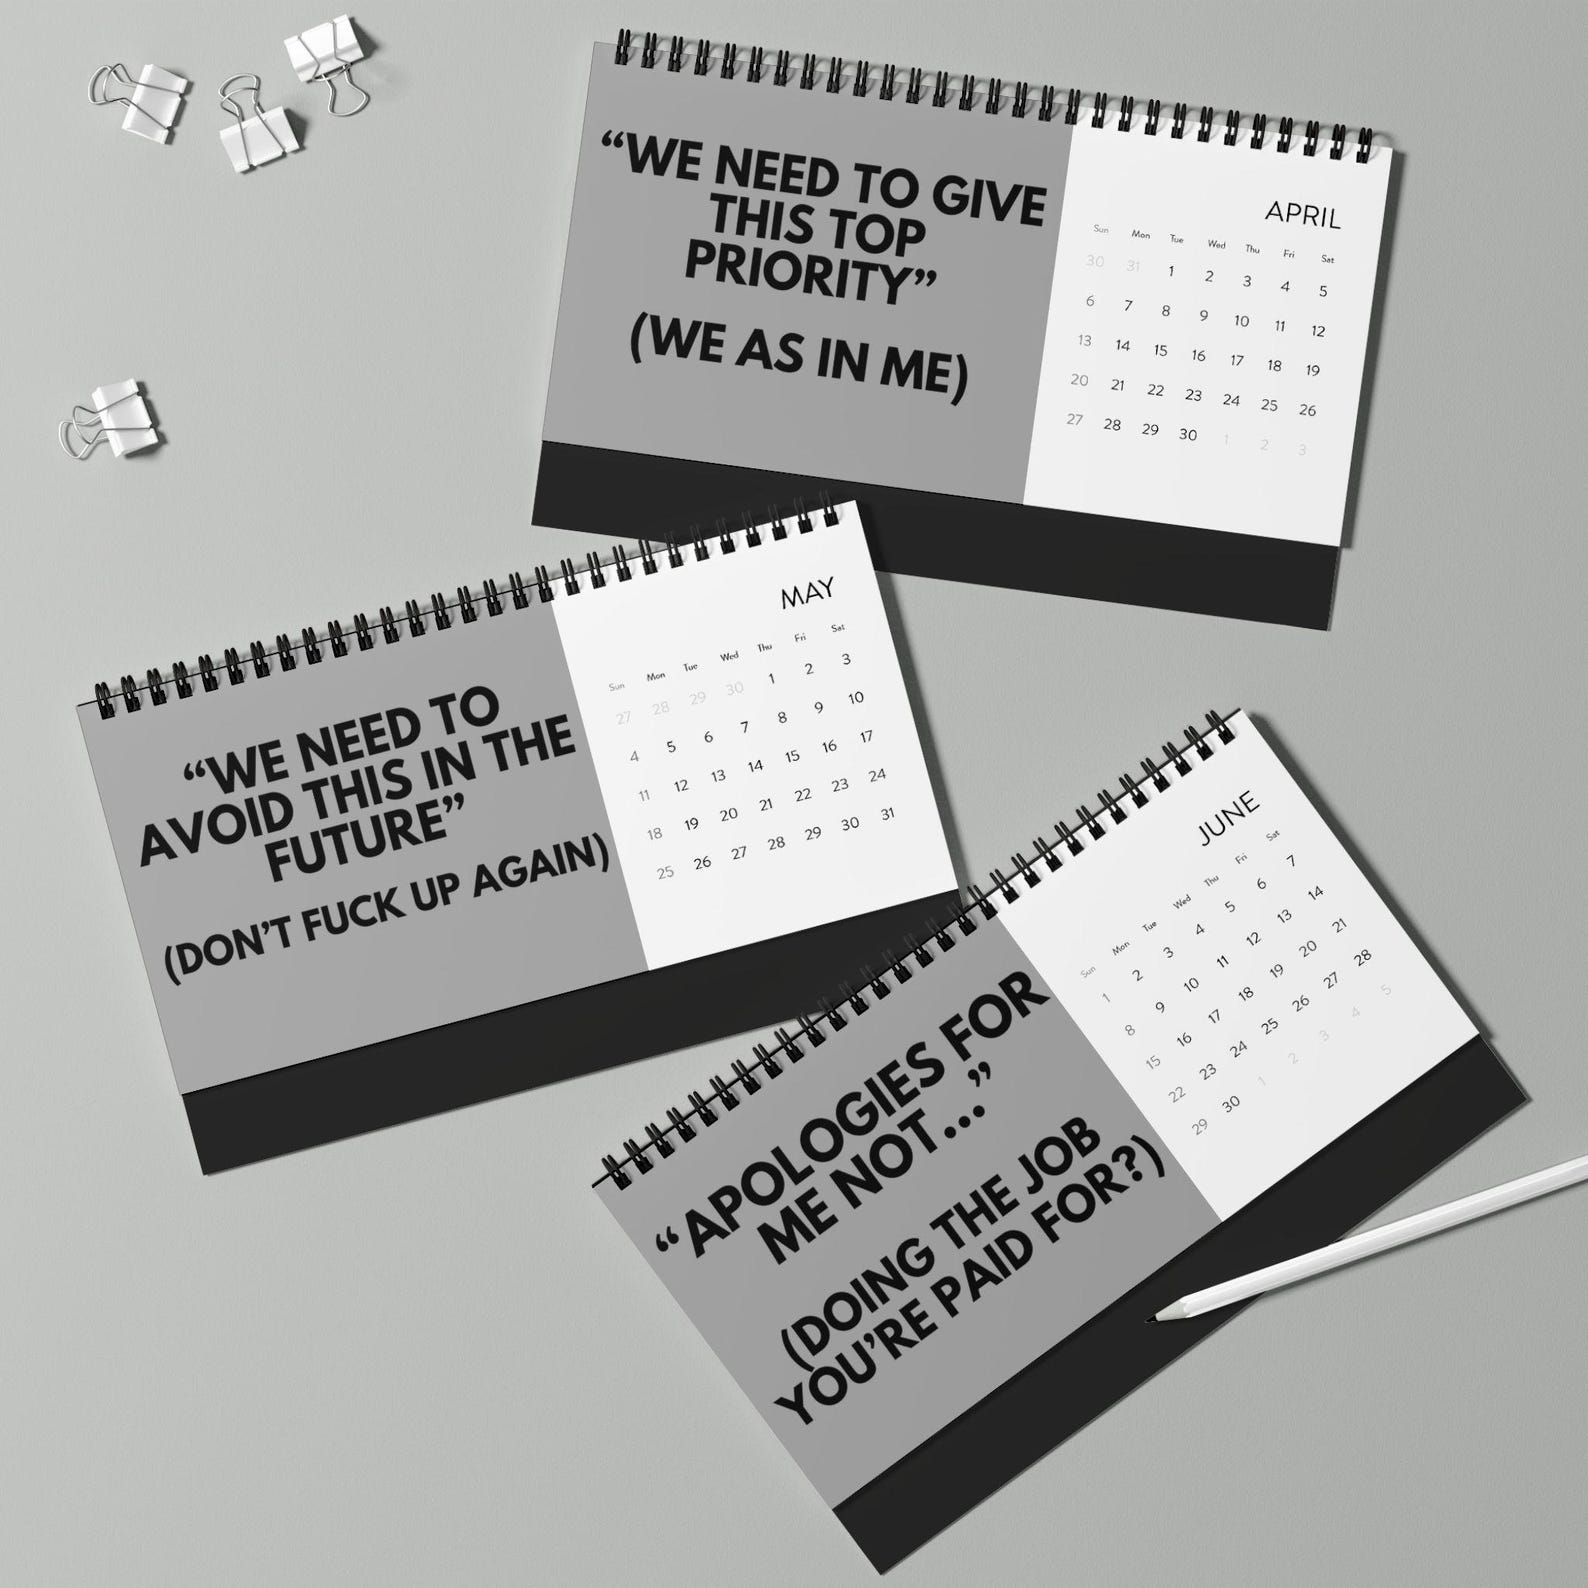 “WE NEED TO GIVE
THIS TOP
PRIORITY”
(WE AS IN ME)
APRIL
Sun Mon Tue Wed Thu Fri Sat
30 31 1 2 3 4 5
6 7 8 9 10 11 12
13 14 15 16 17 18 19
20 21 22 23 24 25 26
27 28 29 30 1 2 3
“WE NEED TO
AVOID THIS IN THE
FUTURE”
(DON’T FUCK UP AGAIN)
MAY
Sun Mon Tue Wed Thu Fri Sat
27 28 29 30 1 2 3
4 5 6 7 8 9 10
11 12 13 14 15 16 17
18 19 20 21 22 23 24
25 26 27 28 29 30 31
“APOLOGIES FOR
ME NOT...”
(DOING THE JOB
YOU’RE PAID FOR?)
JUNE
Sun Mon Tue Wed Thu Fri Sat
1 2 3 4 5 6 7
8 9 10 11 12 13 14
15 16 17 18 19 20 21
22 23 24 25 26 27 28
29 30 1 2 3 4 5